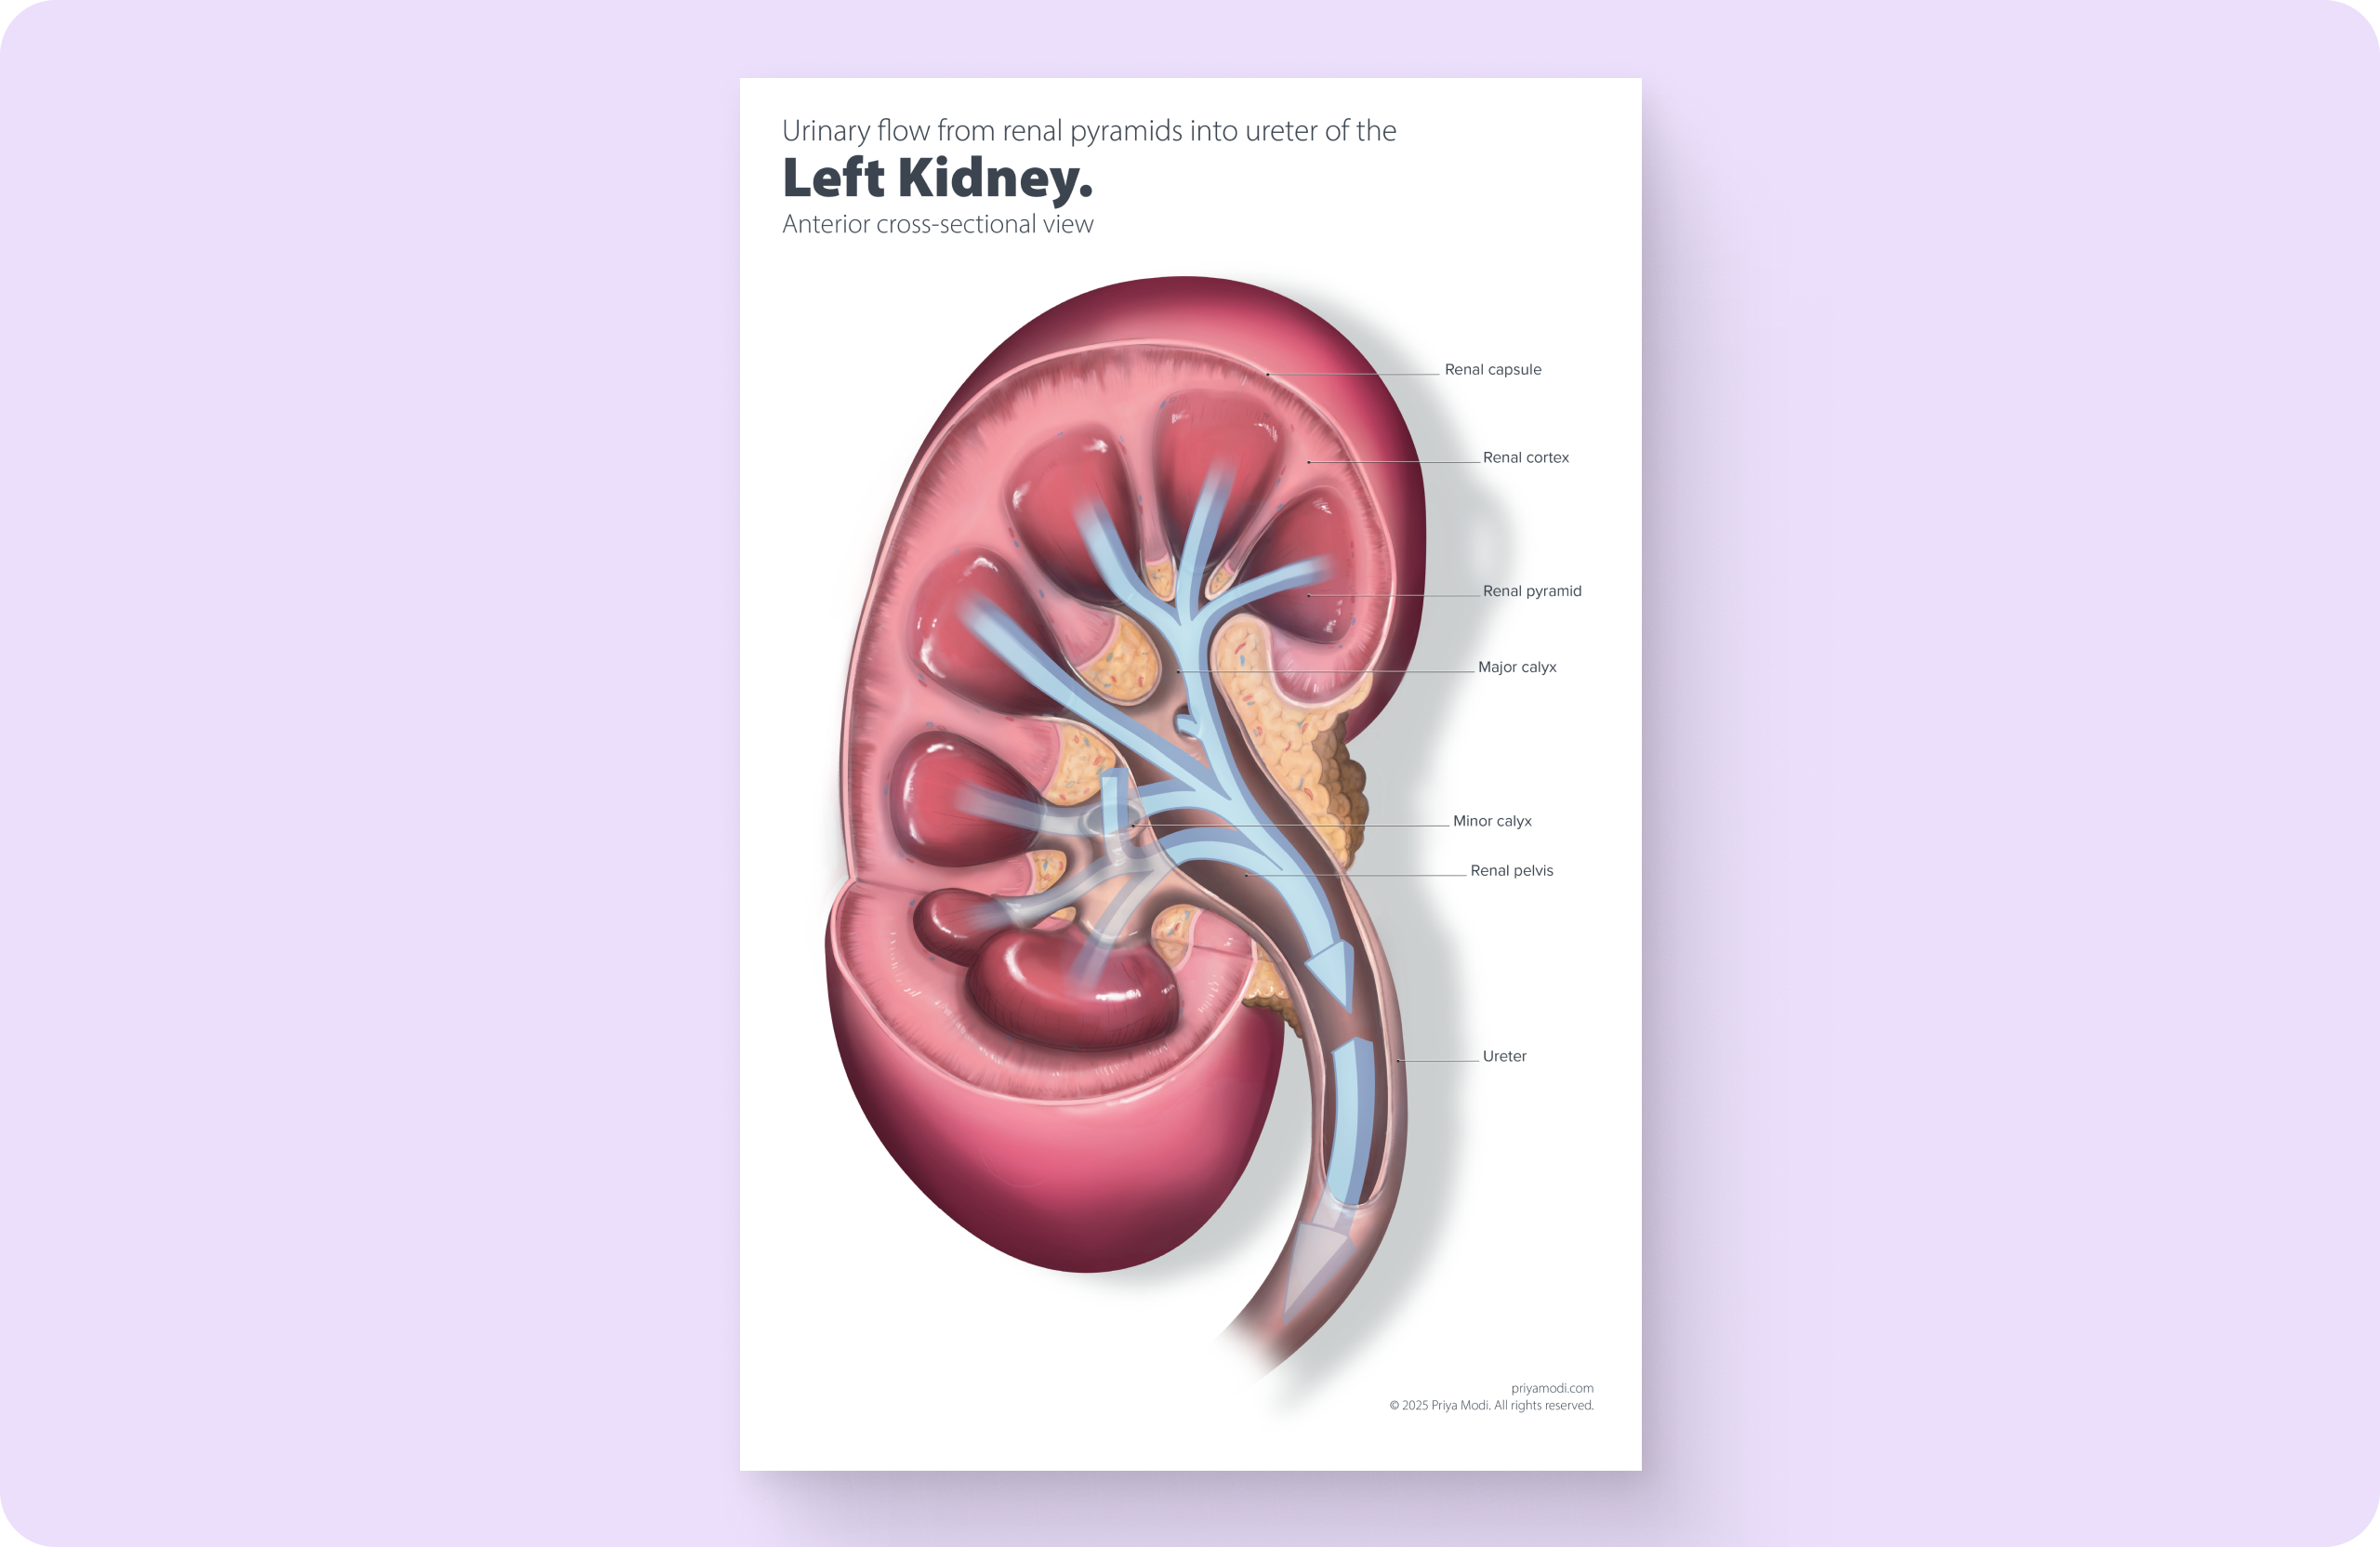 Urinary flow from renal pyramids into ureter of the
Left Kidney.
Anterior cross-sectional view
Renal capsule
Renal cortex
Renal pyramid
Major calyx
Minor calyx
Renal pelvis
Ureter
priyamodi.com
© 2025 Priya Modi. All rights reserved.